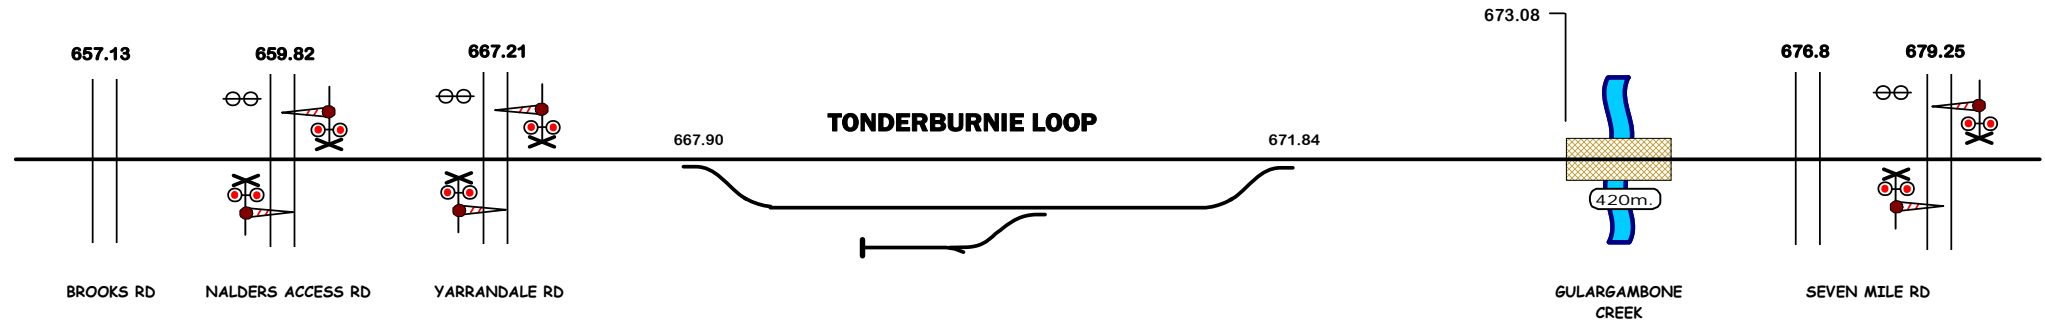 673.08
657.13 659.82 667.21 676.8 679.25
TONDERBURNIE LOOP
667.90 671.84
420m.
BROOKS RD NALDERS ACCESS RD YARRANDALE RD GULARGAMBONE SEVEN MILE RD
CREEK